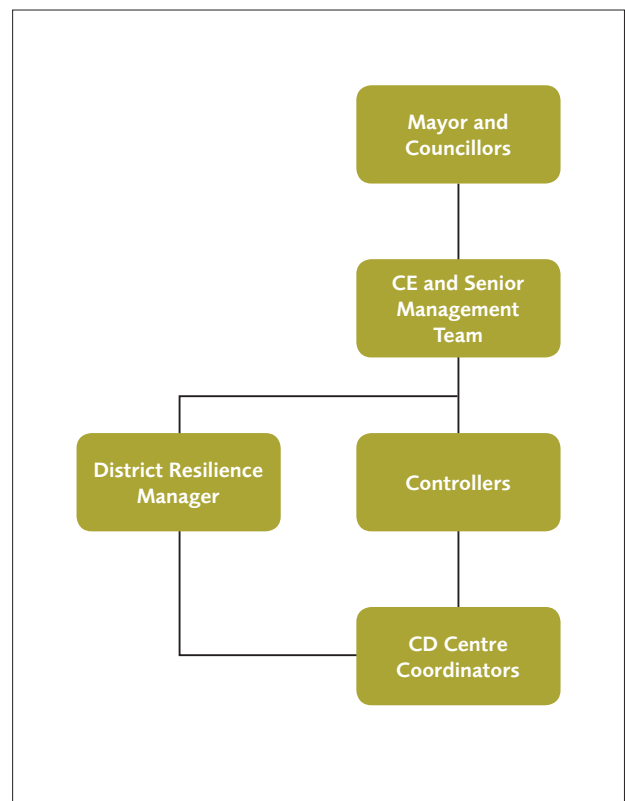 Mayor and
Councillors
CE and Senior
Management
Team
District Resilience
Manager
Controllers
CD Centre
Coordinators